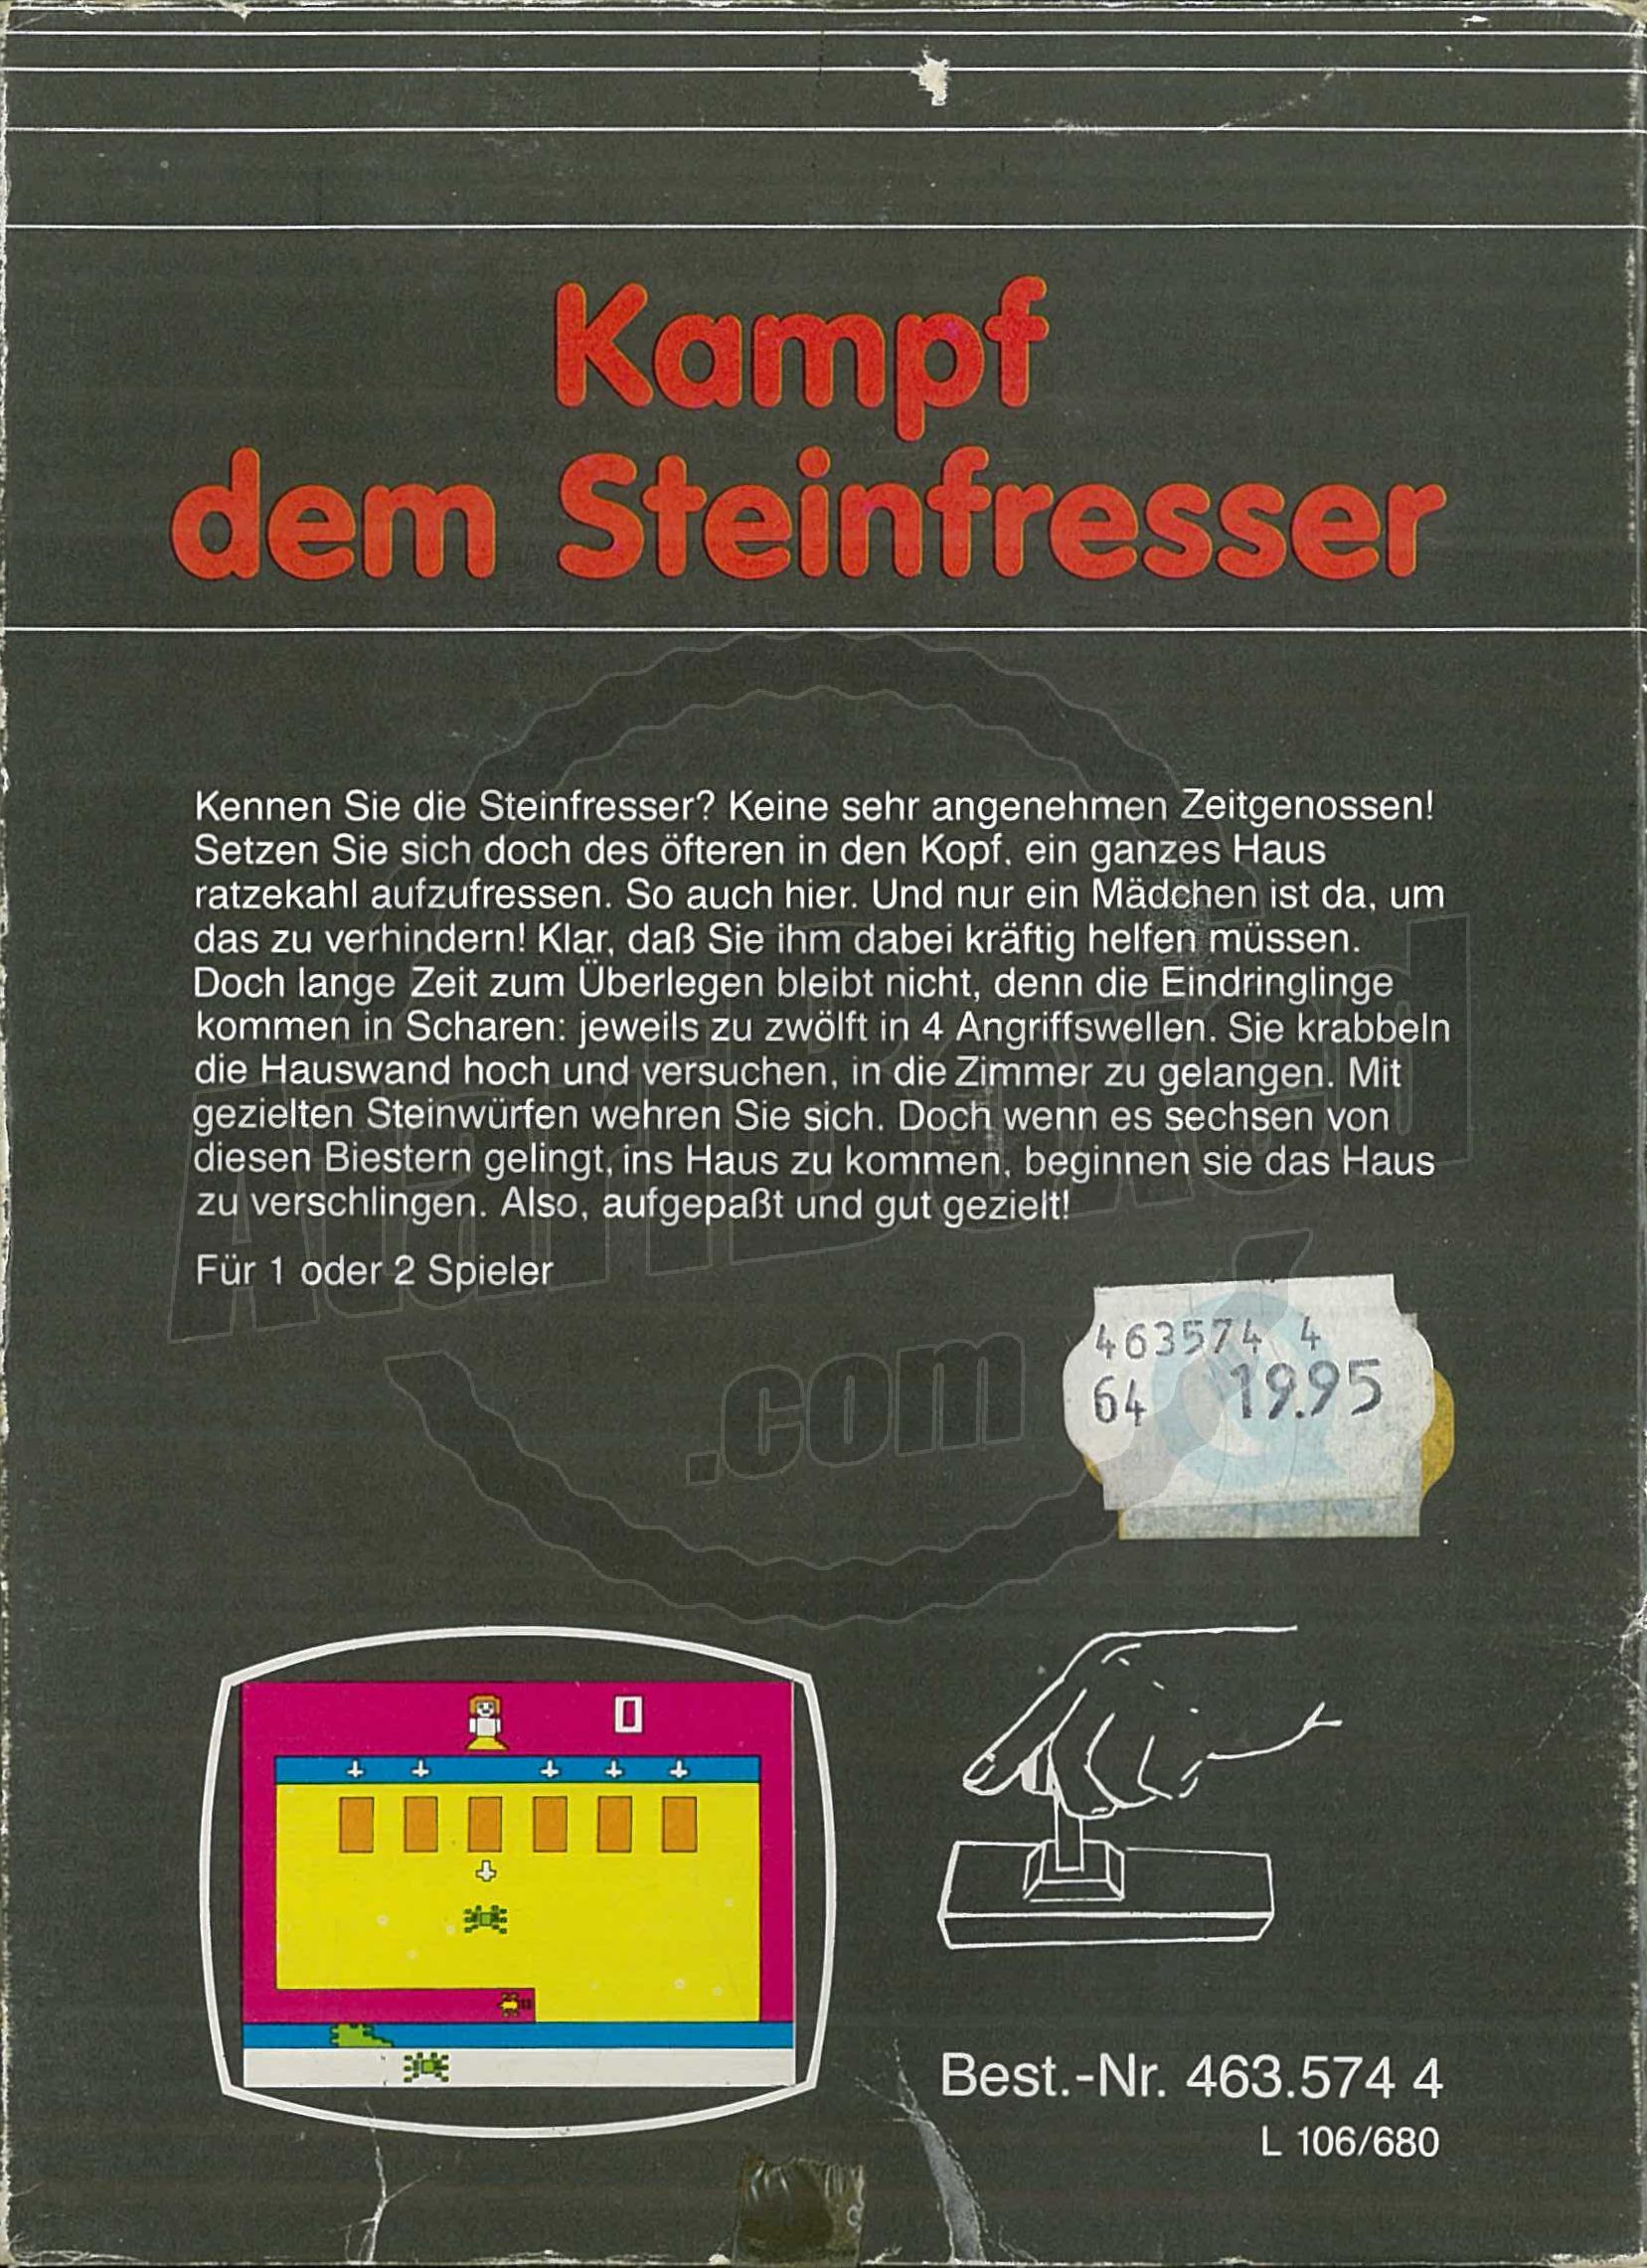 Kampf
dem Steinfresser
Kennen Sie die Steinfresser? Keine sehr angenehmen Zeitgenossen!
Setzen Sie sich doch des öfteren in den Kopf, ein ganzes Haus
ratzekahl aufzufressen. So auch hier. Und nur ein Mädchen ist da, um
das zu verhindern! Klar, daß Sie ihm dabei kräftig helfen müssen.
Doch lange Zeit zum Überlegen bleibt nicht, denn die Eindringlinge
kommen in Scharen: jeweils zu zwölft in 4 Angriffswellen. Sie krabbeln
die Hauswand hoch und versuchen, in die Zimmer zu gelangen. Mit
gezielten Steinwürfen wehren Sie sich. Doch wenn es sechsen von
diesen Biestern gelingt, ins Haus zu kommen, beginnen sie das Haus
zu verschlingen. Also, aufgepaßt und gut gezielt!
Für 1 oder 2 Spieler
AtariBoxed
.com
463574 4
64 19.95
0
Best.-Nr. 463.574 4
L 106/680